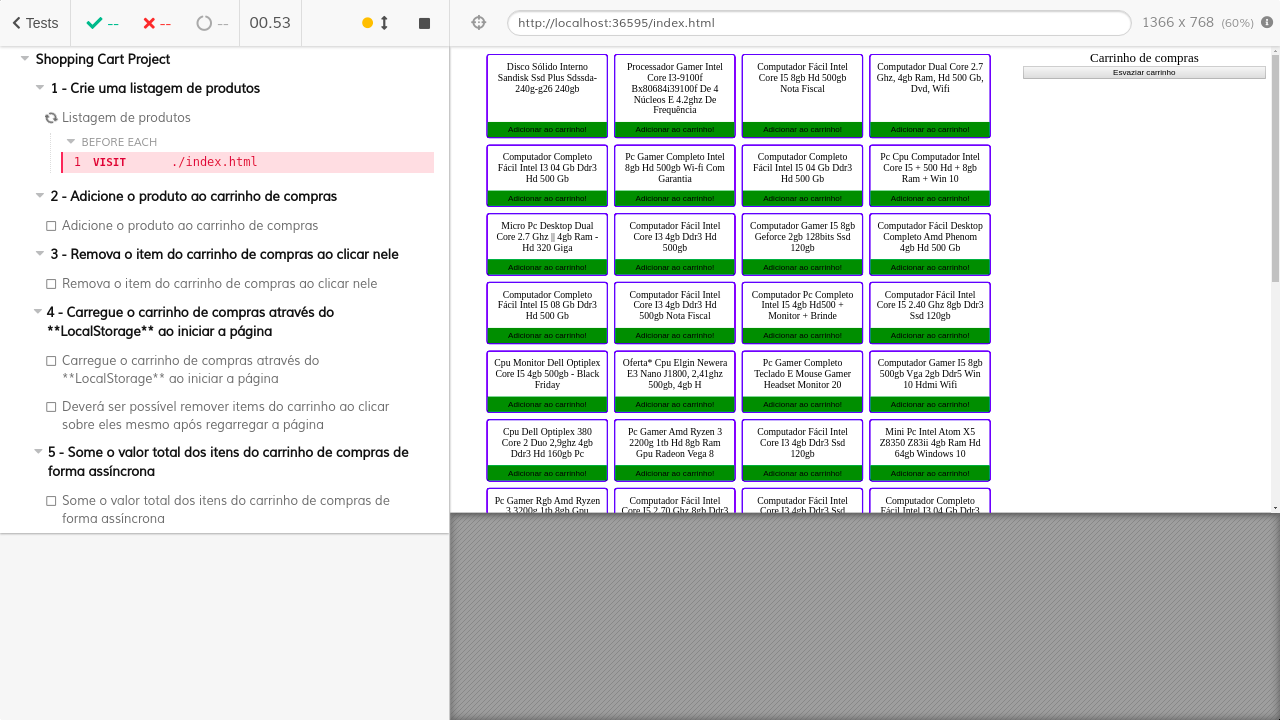 Tests
--
--
--
00.53
http://localhost:36595/index.html
1366 x 768 (60%)
Shopping Cart Project
1 - Crie uma listagem de produtos
Listagem de produtos
BEFORE EACH
1 VISIT ./index.html
2 - Adicione o produto ao carrinho de compras
Adicione o produto ao carrinho de compras
3 - Remova o item do carrinho de compras ao clicar nele
Remova o item do carrinho de compras ao clicar nele
4 - Carregue o carrinho de compras através do
**LocalStorage** ao iniciar a página
Carregue o carrinho de compras através do
**LocalStorage** ao iniciar a página
Deverá ser possível remover items do carrinho ao clicar
sobre eles mesmo após regarregar a página
5 - Some o valor total dos itens do carrinho de compras de
forma assíncrona
Some o valor total dos itens do carrinho de compras de
forma assíncrona
Disco Sólido Interno
Sandisk Ssd Plus Sdssda-
240g-g26 240gb
Adicionar ao carrinho!
Processador Gamer Intel
Core I3-9100f
Bx80684i39100f De 4
Núcleos E 4.2ghz De
Frequência
Adicionar ao carrinho!
Computador Fácil Intel
Core I5 8gb Hd 500gb
Nota Fiscal
Adicionar ao carrinho!
Computador Dual Core 2.7
Ghz, 4gb Ram, Hd 500 Gb,
Dvd, Wifi
Adicionar ao carrinho!
Computador Completo
Fácil Intel I3 04 Gb Ddr3
Hd 500 Gb
Adicionar ao carrinho!
Pc Gamer Completo Intel
8gb Hd 500gb Wi-fi Com
Garantia
Adicionar ao carrinho!
Computador Completo
Fácil Intel I5 04 Gb Ddr3
Hd 500 Gb
Adicionar ao carrinho!
Pc Cpu Computador Intel
Core I5 + 500 Hd + 8gb
Ram + Win 10
Adicionar ao carrinho!
Micro Pc Desktop Dual
Core 2.7 Ghz || 4gb Ram -
Hd 320 Giga
Adicionar ao carrinho!
Computador Fácil Intel
Core I3 4gb Ddr3 Hd
500gb
Adicionar ao carrinho!
Computador Gamer I5 8gb
Geforce 2gb 128bits Ssd
120gb
Adicionar ao carrinho!
Computador Fácil Desktop
Completo Amd Phenom
4gb Hd 500 Gb
Adicionar ao carrinho!
Computador Completo
Fácil Intel I5 08 Gb Ddr3
Hd 500 Gb
Adicionar ao carrinho!
Computador Fácil Intel
Core I3 4gb Ddr3 Hd
500gb Nota Fiscal
Adicionar ao carrinho!
Computador Pc Completo
Intel I5 4gb Hd500 +
Monitor + Brinde
Adicionar ao carrinho!
Computador Fácil Intel
Core I5 2.40 Ghz 8gb Ddr3
Ssd 120gb
Adicionar ao carrinho!
Cpu Monitor Dell Optiplex
Core I5 4gb 500gb - Black
Friday
Adicionar ao carrinho!
Oferta* Cpu Elgin Newera
E3 Nano J1800, 2,41ghz
500gb, 4gb H
Adicionar ao carrinho!
Pc Gamer Completo
Teclado E Mouse Gamer
Headset Monitor 20
Adicionar ao carrinho!
Computador Gamer I5 8gb
500gb Vga 2gb Ddr5 Win
10 Hdmi Wifi
Adicionar ao carrinho!
Cpu Dell Optiplex 380
Core 2 Duo 2,9ghz 4gb
Ddr3 Hd 160gb Pc
Adicionar ao carrinho!
Pc Gamer Amd Ryzen 3
2200g 1tb Hd 8gb Ram
Gpu Radeon Vega 8
Adicionar ao carrinho!
Computador Fácil Intel
Core I3 4gb Ddr3 Ssd
120gb
Adicionar ao carrinho!
Mini Pc Intel Atom X5
Z8350 Z83ii 4gb Ram Hd
64gb Windows 10
Adicionar ao carrinho!
Pc Gamer Rgb Amd Ryzen
3 3200g 1tb 8gb Gpu
Computador Fácil Intel
Core I5 2.70 Ghz 8gb Ddr3
Computador Fácil Intel
Core I3 4gb Ddr3 Ssd
Computador Completo
Fácil Intel I3 04 Gb Ddr3
Carrinho de compras
Esvaziar carrinho